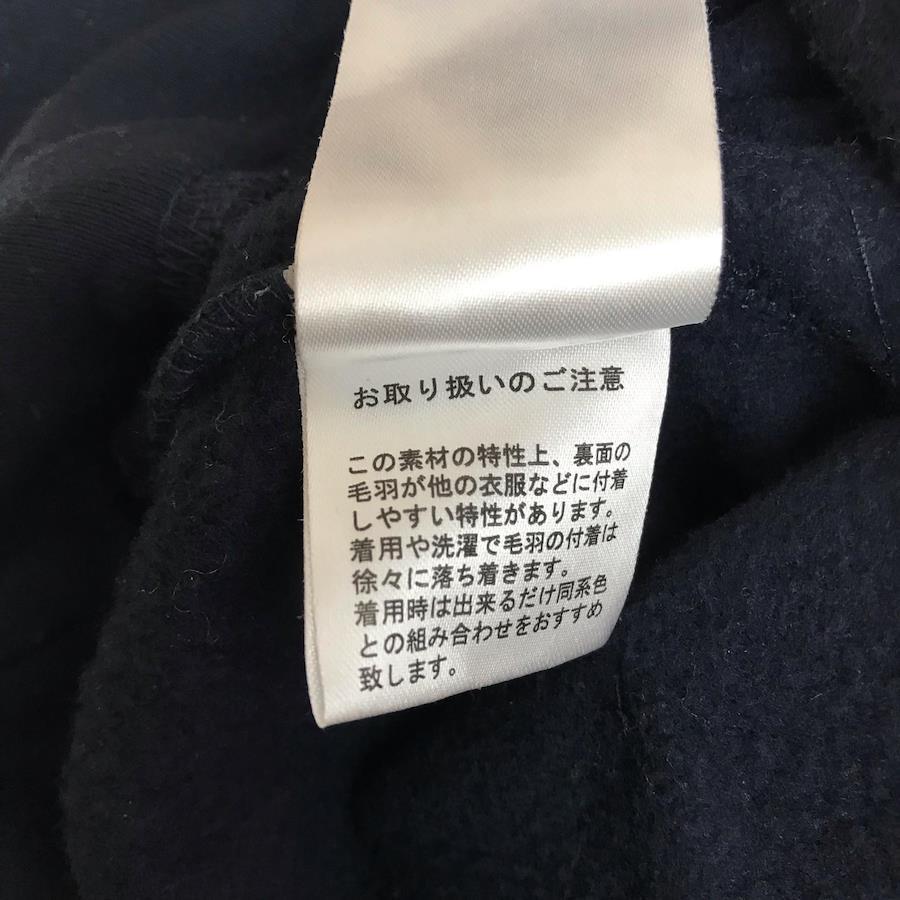 お取り扱いのご注意
この素材の特性上、裏面の
毛羽が他の衣服などに付着
しやすい特性があります。
着用や洗濯で毛羽の付着は
徐々に落ち着きます。
着用時は出来るだけ同系色
との組み合わせをおすすめ
致します。